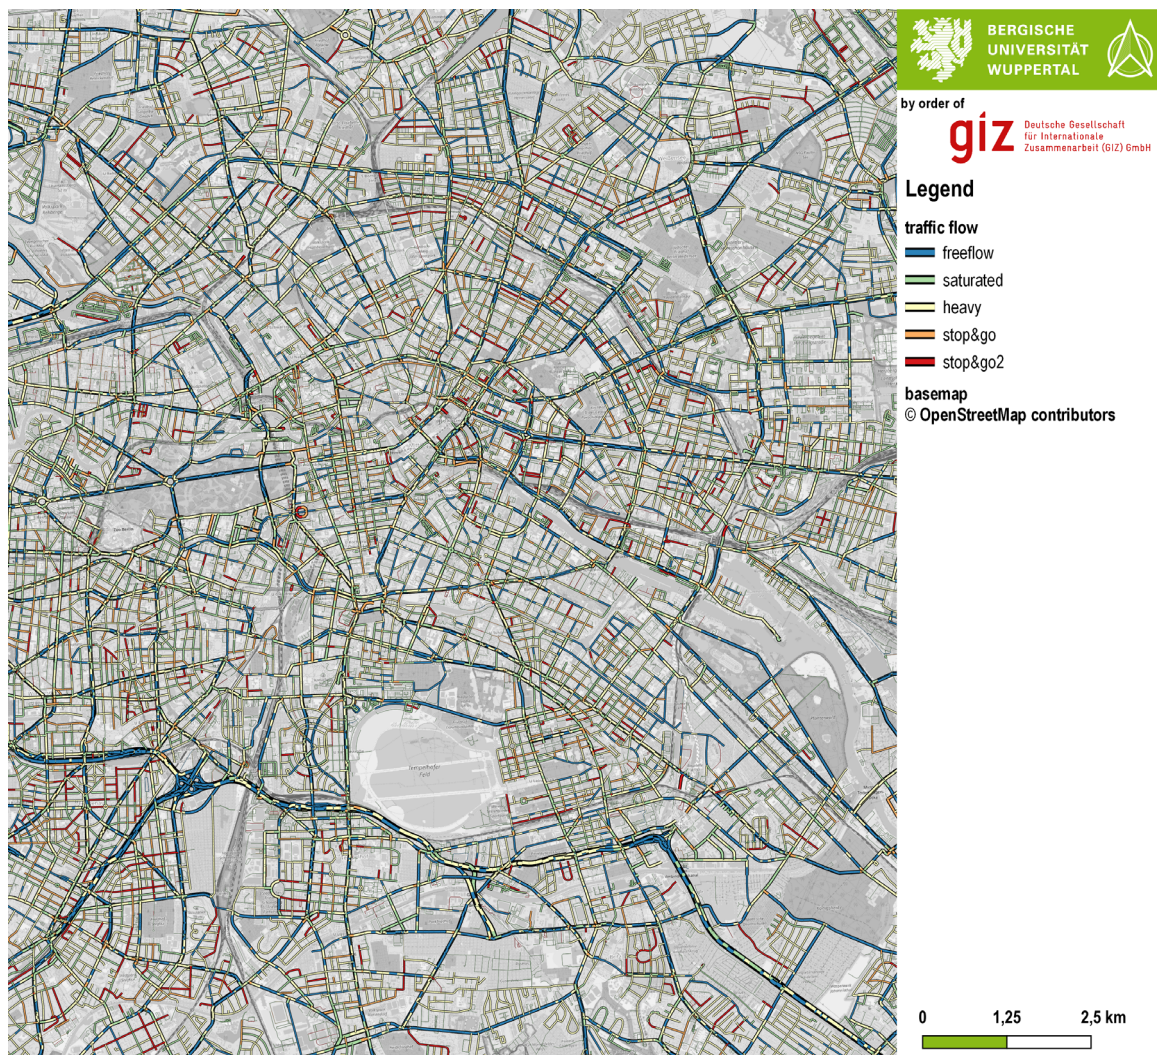 BERGISCHE
UNIVERSITÄT
WUPPERTAL
by order of
giz Deutsche Gesellschaft
für Internationale
Zusammenarbeit (GIZ) GmbH
Legend
traffic flow
freeflow
saturated
heavy
stop&go
stop&go2
basemap
© OpenStreetMap contributors
Tempelhofer
Feld
0 1,25 2,5 km